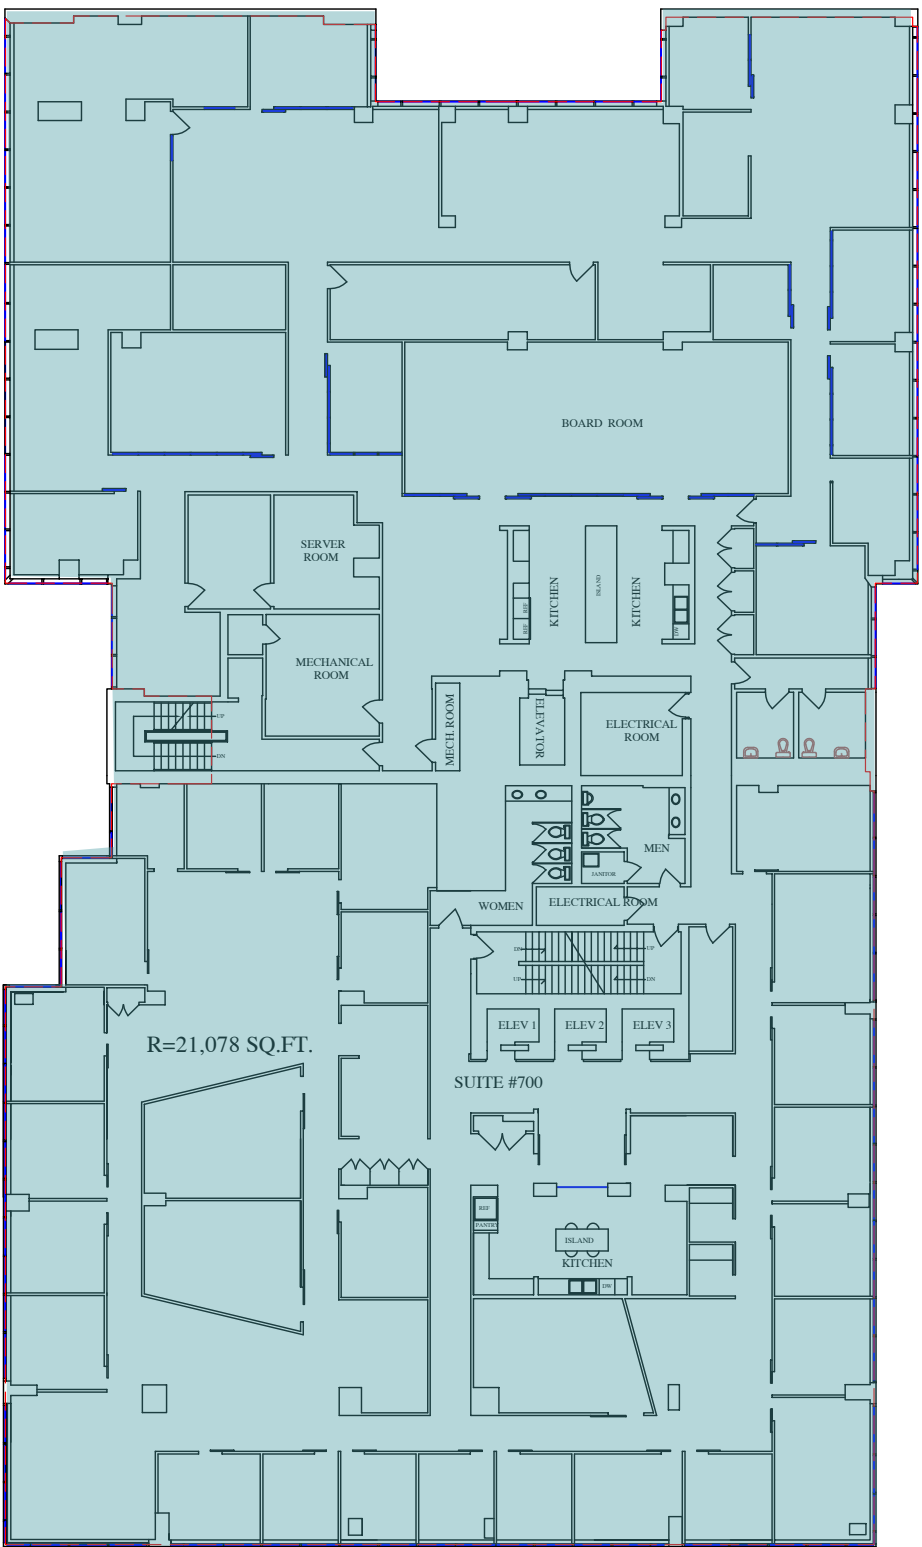 BOARD ROOM
SERVER
ROOM
KITCHEN
ISLAND
KITCHEN
REF
REF
DW
MECHANICAL
ROOM
MECH. ROOM
ELEVATOR
ELECTRICAL
ROOM
UP
DN
MEN
JANITOR
WOMEN
ELECTRICAL ROOM
DN
UP
UP
DN
ELEV 1
ELEV 2
ELEV 3
R=21,078 SQ.FT.
SUITE #700
REF
PANTRY
ISLAND
KITCHEN
DW